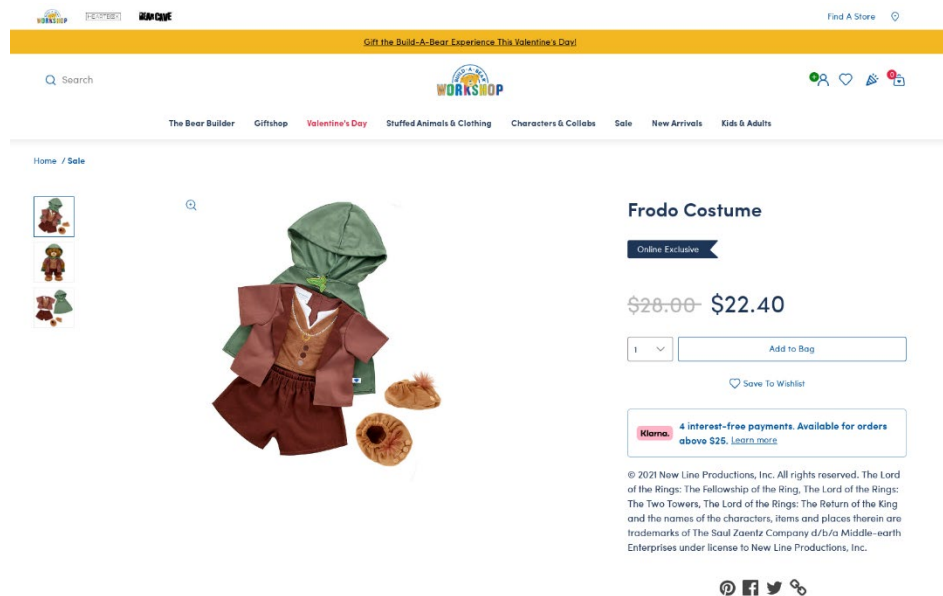 BUILD-A-BEAR
WORKSHOP
HEARTBOX
BEAR CAVE
Find A Store
Gift the Build-A-Bear Experience This Valentine's Day!
Search
BUILD-A-BEAR
WORKSHOP
+
0
The Bear Builder Giftshop Valentine's Day Stuffed Animals & Clothing Characters & Collabs Sale New Arrivals Kids & Adults
Home / Sale
Frodo Costume
Online Exclusive
$28.00 $22.40
1 Add to Bag
Save To Wishlist
Klarna. 4 interest-free payments. Available for orders
above $25. Learn more
© 2021 New Line Productions, Inc. All rights reserved. The Lord
of the Rings: The Fellowship of the Ring, The Lord of the Rings:
The Two Towers, The Lord of the Rings: The Return of the King
and the names of the characters, items and places therein are
trademarks of The Saul Zaentz Company d/b/a Middle-earth
Enterprises under license to New Line Productions, Inc.